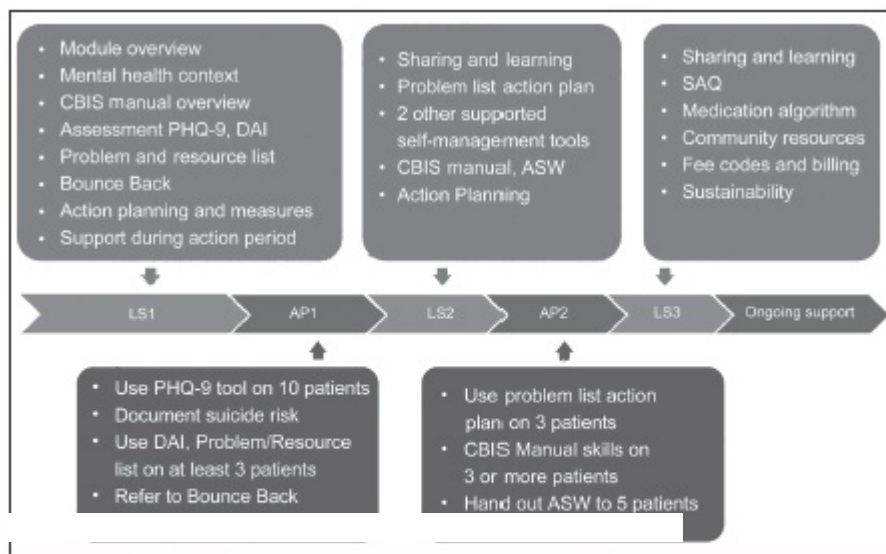 • Module overview
• Mental health context
• CBIS manual overview
• Assessment PHQ-9, DAI
• Problem and resource list
• Bounce Back
• Action planning and measures
• Support during action period
• Sharing and learning
• Problem list action plan
• 2 other supported
self-management tools
• CBIS manual, ASW
• Action Planning
• Sharing and learning
• SAQ
• Medication algorithm
• Community resources
• Fee codes and billing
• Sustainability
LS1
AP1
LS2
AP2
LS3
Ongoing support
• Use PHQ-9 tool on 10 patients
• Document suicide risk
• Use DAI, Problem/Resource
list on at least 3 patients
• Refer to Bounce Back
• Use problem list action
plan on 3 patients
• CBIS Manual skills on
3 or more patients
• Hand out ASW to 5 patients